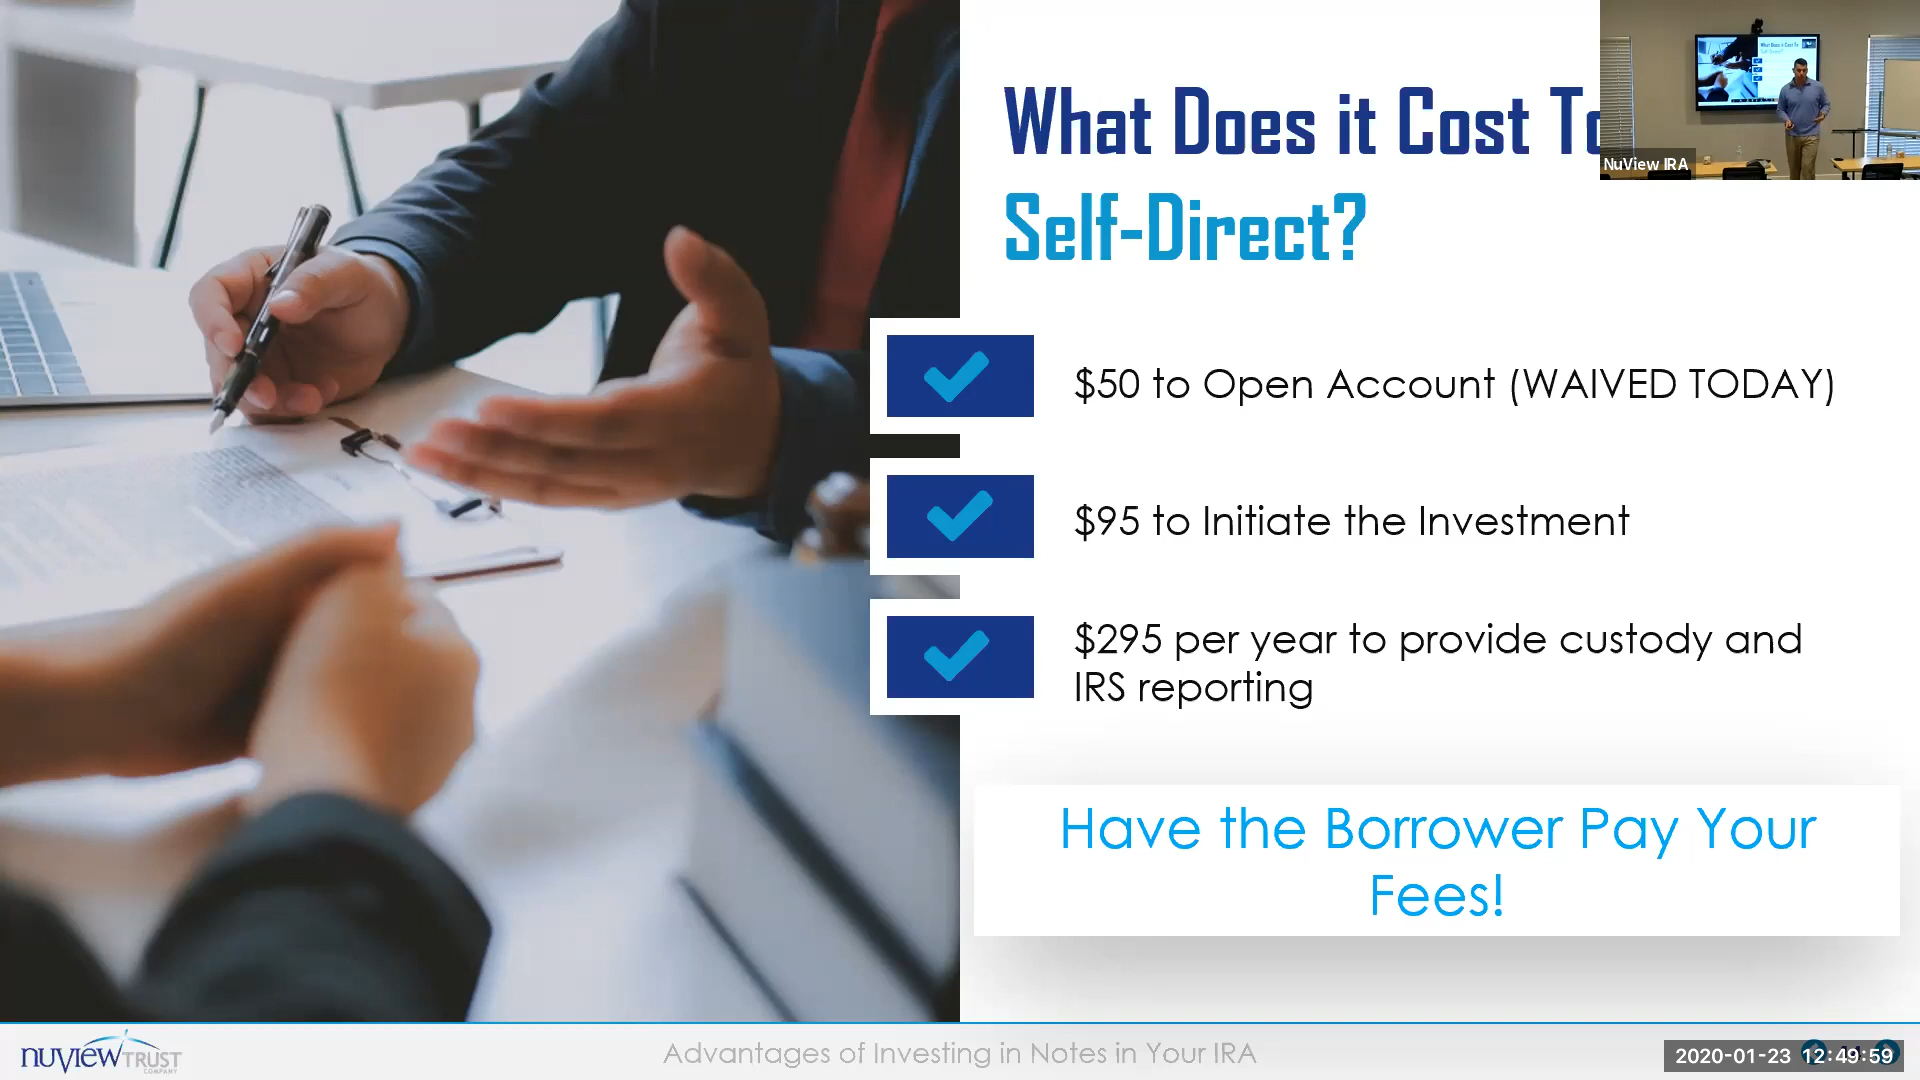 What Does it Cost To
Self-Direct?
NuView IRA
$50 to Open Account (WAIVED TODAY)
$95 to Initiate the Investment
$295 per year to provide custody and
IRS reporting
Have the Borrower Pay Your
Fees!
nuVIEW TRUST
COMPANY
Advantages of Investing in Notes in Your IRA
2020-01-23 12:49:59